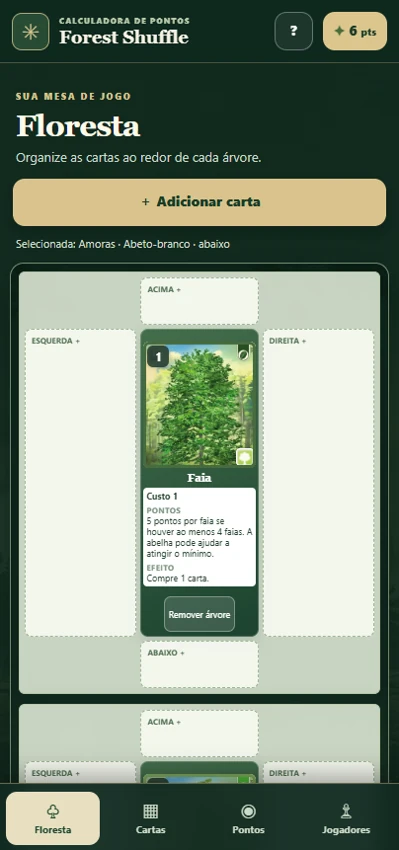 CALCULADORA DE PONTOS
Forest Shuffle
?
✦ 6 pts
SUA MESA DE JOGO
Floresta
Organize as cartas ao redor de cada árvore.
+ Adicionar carta
Selecionada: Amoras · Abeto-branco · abaixo
ACIMA +
ESQUERDA +
DIREITA +
1
Faia
Custo 1
PONTOS
5 pontos por faia se
houver ao menos 4 faias. A
abelha pode ajudar a
atingir o mínimo.
EFEITO
Compre 1 carta.
Remover árvore
ABAIXO +
ACIMA +
ESQUERDA +
DIREITA +
Floresta
Cartas
Pontos
Jogadores